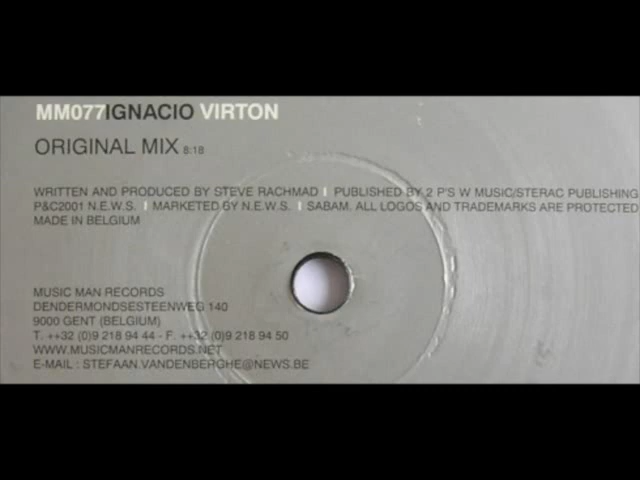 MM077IGNACIO VIRTON
ORIGINAL MIX 8:18
WRITTEN AND PRODUCED BY STEVE RACHMAD | PUBLISHED BY 2 P'S W MUSIC/STERAC PUBLISHING
P&C2001 N.E.W.S. | MARKETED BY N.E.W.S. | SABAM. ALL LOGOS AND TRADEMARKS ARE PROTECTED
MADE IN BELGIUM
MUSIC MAN RECORDS
DENDERMONDSESTEENWEG 140
9000 GENT (BELGIUM)
T. ++32 (0)9 218 94 44 - F. ++32 (0)9 218 94 50
WWW.MUSICMANRECORDS.NET
E-MAIL : STEFAAN.VANDENBERGHE@NEWS.BE